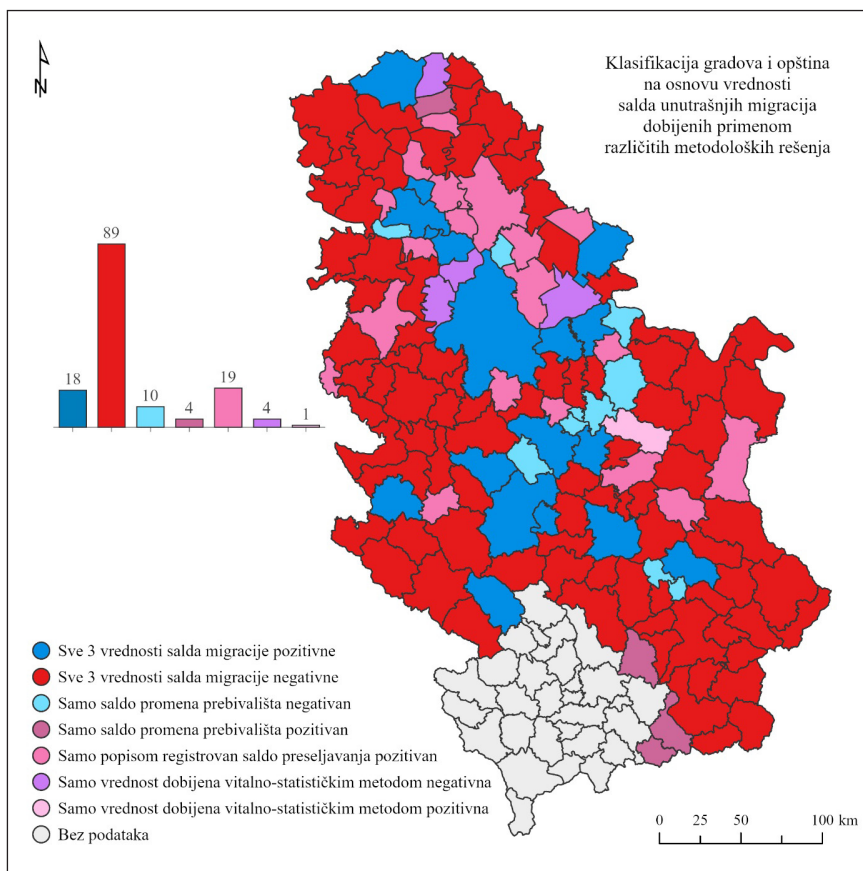 N
Klasifikacija gradova i opština
na osnovu vrednosti
salda unutrašnjih migracija
dobijenih primenom
različitih metodoloških rešenja
89
18
10
4
19
4
1
Sve 3 vrednosti salda migracije pozitivne
Sve 3 vrednosti salda migracije negativne
Samo saldo promena prebivališta negativan
Samo saldo promena prebivališta pozitivan
Samo popisom registrovan saldo preseljavanja pozitivan
Samo vrednost dobijena vitalno-statističkim metodom negativna
Samo vrednost dobijena vitalno-statističkim metodom pozitivna
Bez podataka
0 25 50 100 km